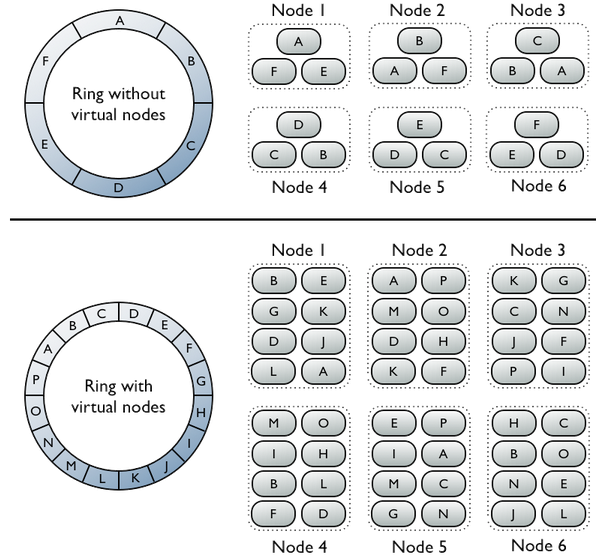 Node 1 Node 2 Node 3
A
B
C
D
E
F
Ring without
virtual nodes
A B C
F E A F B A
D E F
C B D C E D
Node 4 Node 5 Node 6
Node 1 Node 2 Node 3
B E A P K G
G K M O C N
D J D H J F
L A K F P I
A
B
C
D
E
F
G
H
I
J
K
L
M
N
O
P
Ring with
virtual nodes
M O E P H C
I H I A B O
B L M C N E
F D G N J L
Node 4 Node 5 Node 6